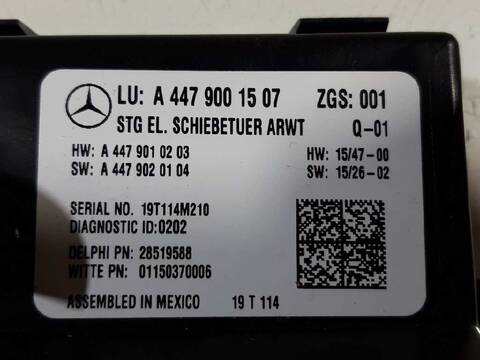 LU: A 447 900 15 07 ZGS: 001
STG EL. SCHIEBETUER ARWT Q-01
HW: A 447 901 02 03 HW: 15/47-00
SW: A 447 902 01 04 SW: 15/26-02
SERIAL NO. 19T114M210
DIAGNOSTIC ID:0202
DELPHI PN: 28519588
WITTE PN: 01150370006
ASSEMBLED IN MEXICO 19 T 114